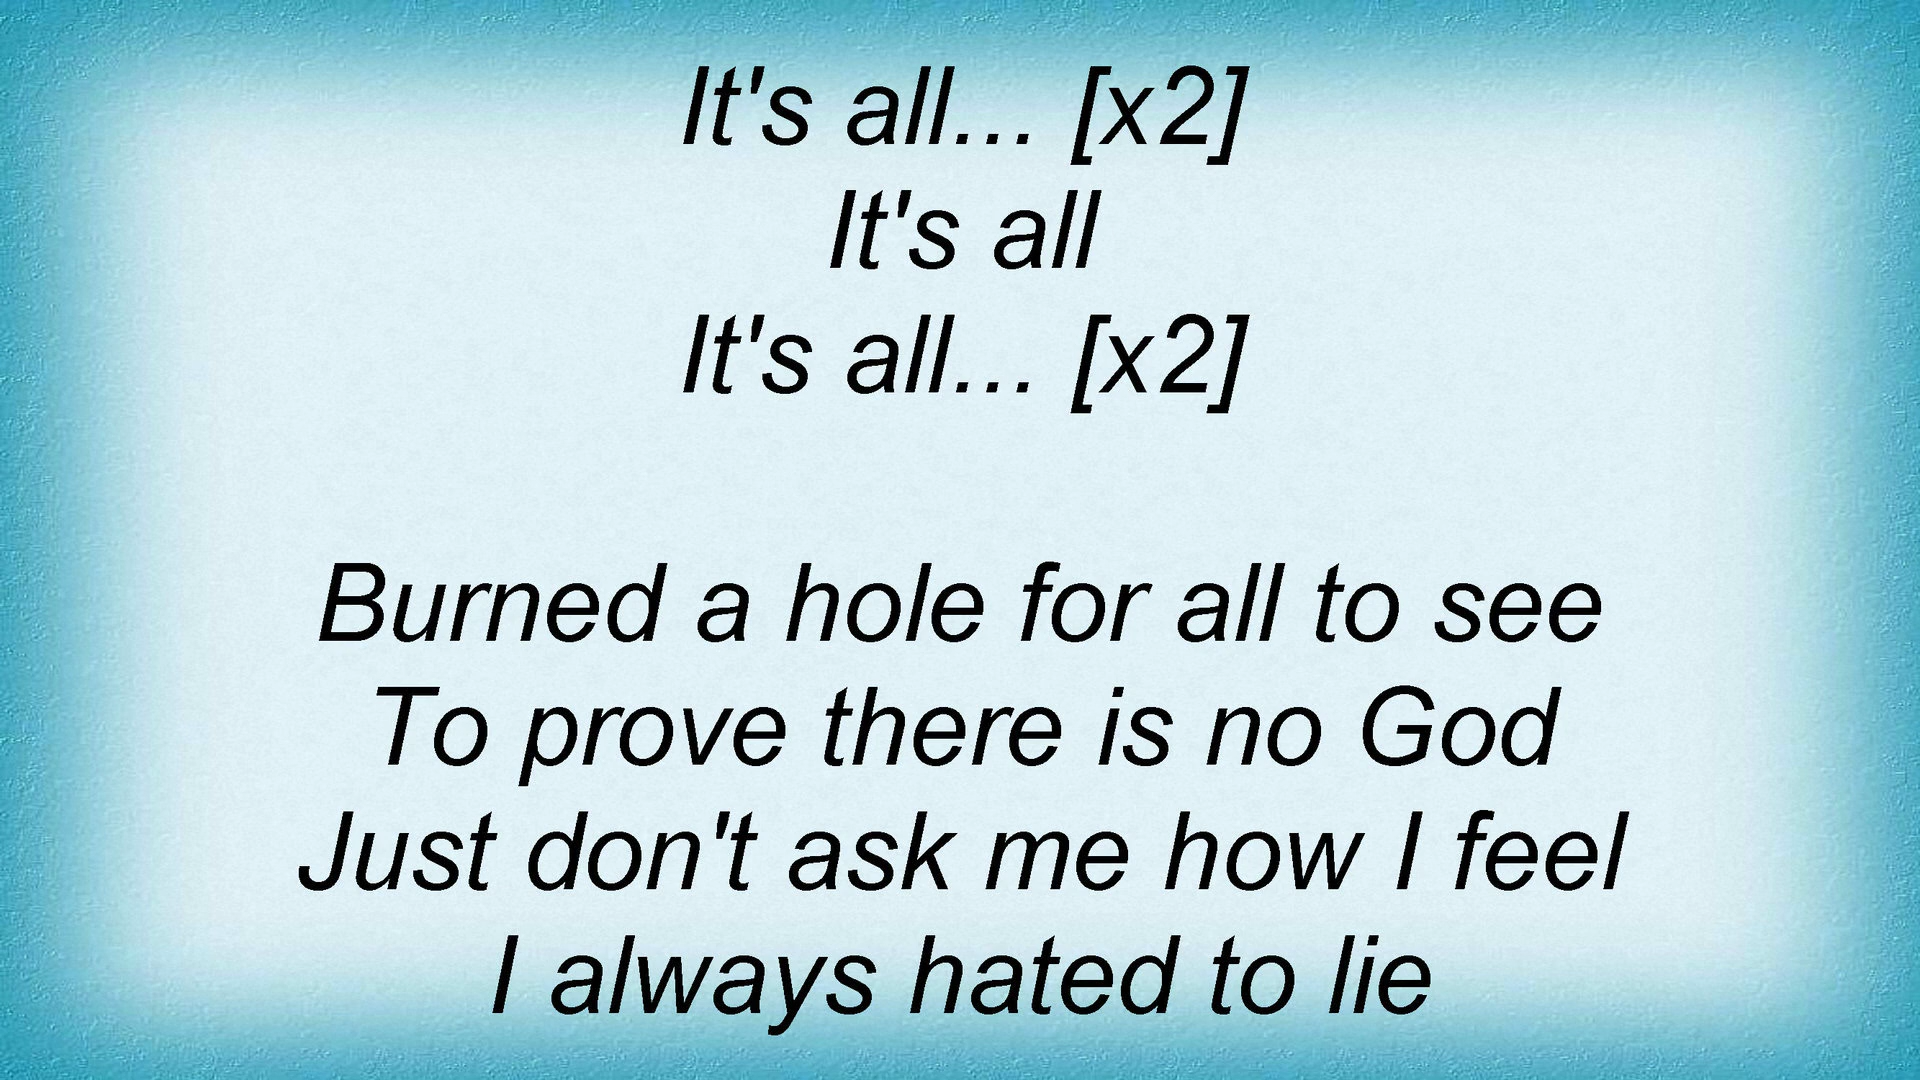 It's all... [x2]
It's all
It's all... [x2]
Burned a hole for all to see
To prove there is no God
Just don't ask me how I feel
I always hated to lie